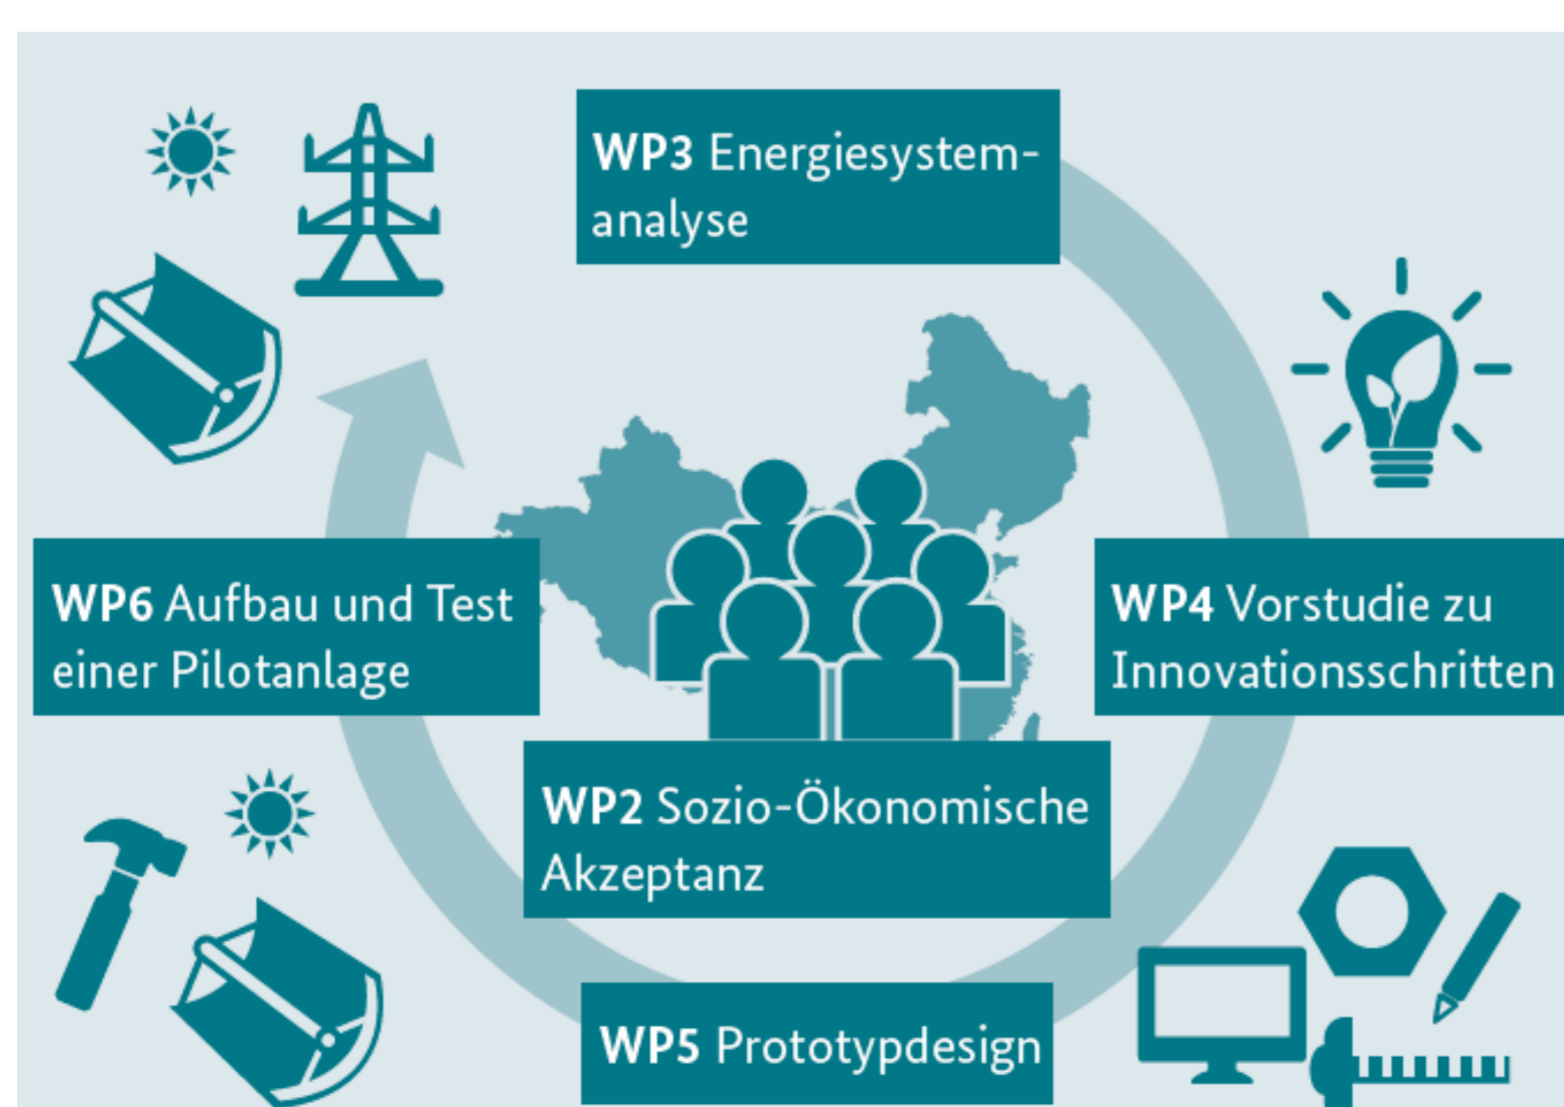 WP3 Energiesystem-
analyse
WP6 Aufbau und Test
einer Pilotanlage
WP4 Vorstudie zu
Innovationsschritten
WP2 Sozio-Ökonomische
Akzeptanz
WP5 Prototypdesign